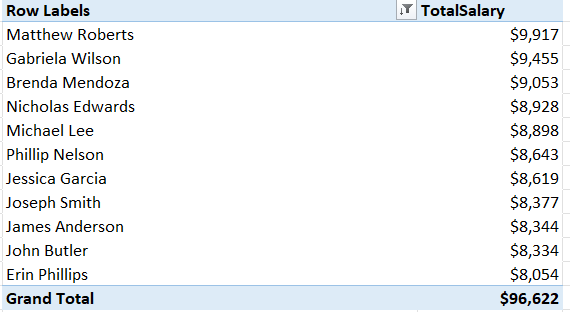 Row Labels TotalSalary
Matthew Roberts $9,917
Gabriela Wilson $9,455
Brenda Mendoza $9,053
Nicholas Edwards $8,928
Michael Lee $8,898
Phillip Nelson $8,643
Jessica Garcia $8,619
Joseph Smith $8,377
James Anderson $8,344
John Butler $8,334
Erin Phillips $8,054
Grand Total $96,622